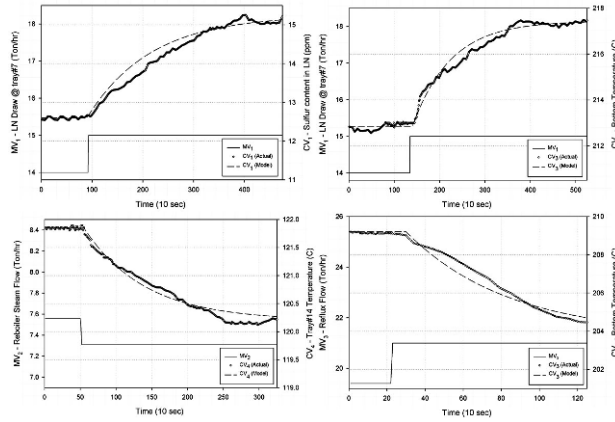 MV₁ - LN Draw @ tray#7 (Ton/hr)
18
17
16
15
14
15
14
13
12
11
CV₁ - Sulfur content in LN (ppm)
MV₁
(Actual)
(Model)
0 100 200 300 400
Time (10 sec)
MV₁ - LN Draw @ tray#7 (Ton/hr)
18
17
16
15
14
218
216
214
212
Temperature (C)
MV₁
CV₃ (Actual)
CV₃ (Model)
0 100 200 300 400 500
Time (10 sec)
MV₂ - Reboiler Steam Flow (Ton/hr)
8.4
8.2
8.0
7.8
7.6
7.4
7.2
7.0
122.0
121.5
121.0
120.5
120.0
119.5
119.0
CV₄ - Tray#14 Temperature (C)
MV₂
CV₄ (Actual)
CV₄ (Model)
0 50 100 150 200 250 300
Time (10 sec)
MV₃ - Reflux Flow (Ton/hr)
26
24
22
20
210
208
206
204
202
Temperature (C)
CV₃ (Actual)
CV₃ (Model)
0 20 40 60 80 100 120
Time (10 sec)